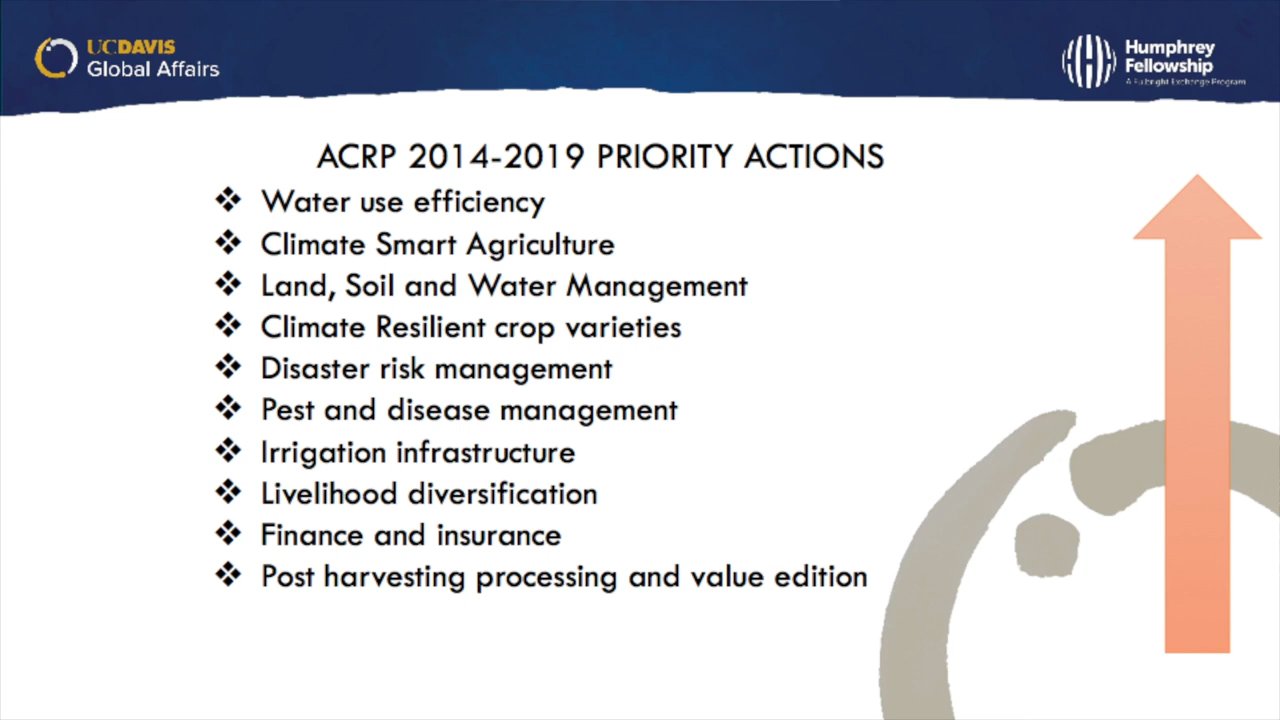 UCDAVIS
Global Affairs
Humphrey
Fellowship
A Fulbright Exchange Program
ACRP 2014-2019 PRIORITY ACTIONS
❖ Water use efficiency
❖ Climate Smart Agriculture
❖ Land, Soil and Water Management
❖ Climate Resilient crop varieties
❖ Disaster risk management
❖ Pest and disease management
❖ Irrigation infrastructure
❖ Livelihood diversification
❖ Finance and insurance
❖ Post harvesting processing and value edition